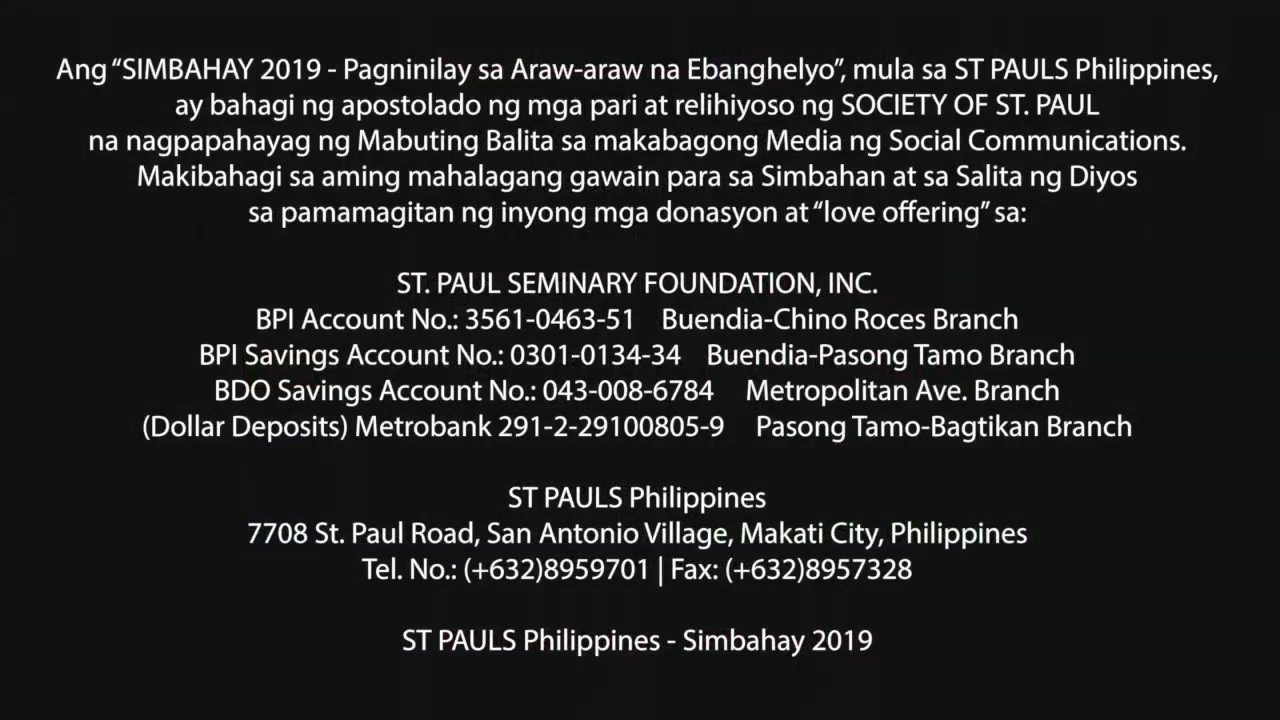 Ang “SIMBAHAY 2019 - Pagninilay sa Araw-araw na Ebanghelyo”, mula sa ST PAULS Philippines,
ay bahagi ng apostolado ng mga pari at relihiyoso ng SOCIETY OF ST. PAUL
na nagpapahayag ng Mabuting Balita sa makabagong Media ng Social Communications.
Makibahagi sa aming mahalagang gawain para sa Simbahan at sa Salita ng Diyos
sa pamamagitan ng inyong mga donasyon at “love offering” sa:
ST. PAUL SEMINARY FOUNDATION, INC.
BPI Account No.: 3561-0463-51 Buendia-Chino Roces Branch
BPI Savings Account No.: 0301-0134-34 Buendia-Pasong Tamo Branch
BDO Savings Account No.: 043-008-6784 Metropolitan Ave. Branch
(Dollar Deposits) Metrobank 291-2-29100805-9 Pasong Tamo-Bagtikan Branch
ST PAULS Philippines
7708 St. Paul Road, San Antonio Village, Makati City, Philippines
Tel. No.: (+632)8959701 | Fax: (+632)8957328
ST PAULS Philippines - Simbahay 2019